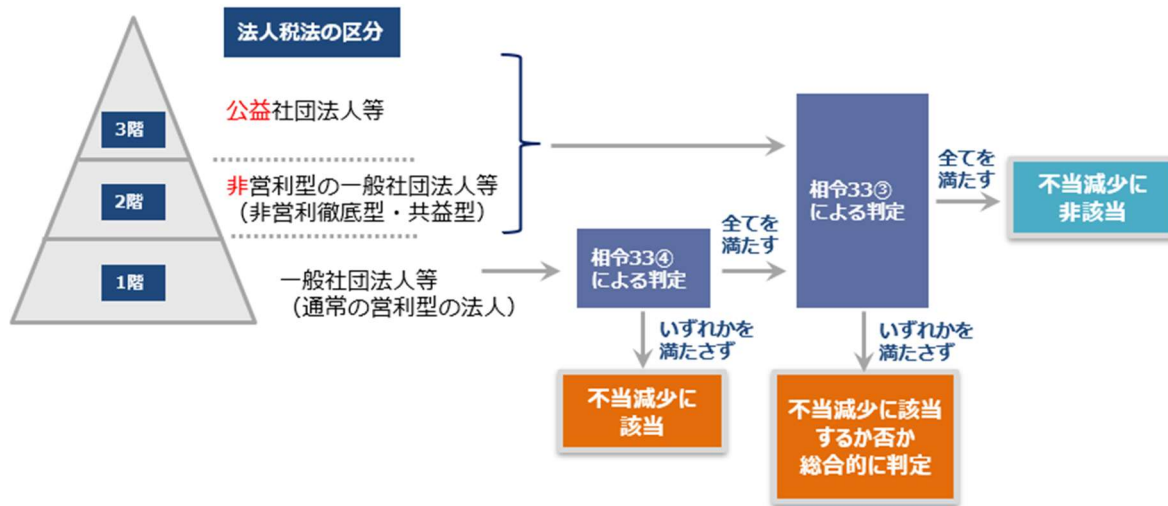 法人税法の区分
3階
公益社団法人等
2階
非営利型の一般社団法人等
（非営利徹底型・共益型）
1階
一般社団法人等
（通常の営利型の法人）
相令33④
による判定
全てを
満たす
いずれかを
満たさず
不当減少に
該当
相令33③
による判定
全てを
満たす
不当減少に
非該当
いずれかを
満たさず
不当減少に該当
するか否か
総合的に判定